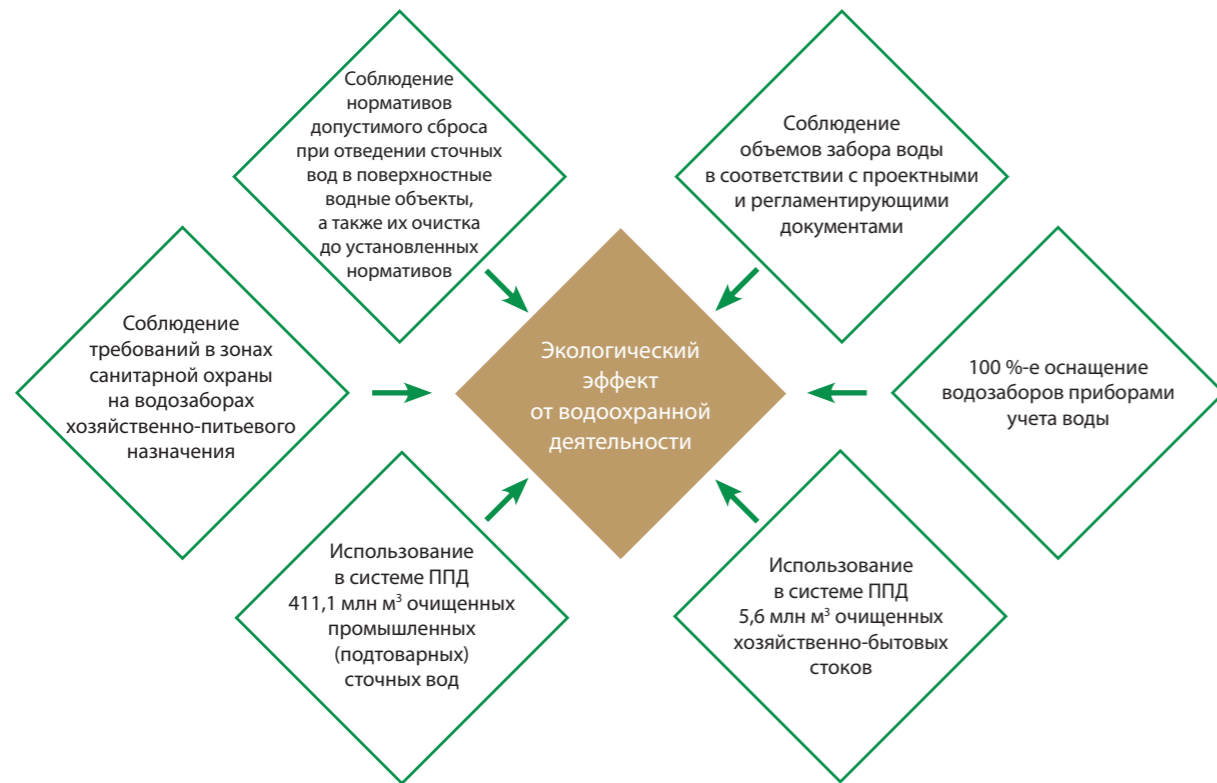 Соблюдение
нормативов
допустимого сброса
при отведении сточных
вод в поверхностные
водные объекты,
а также их очистка
до установленных
нормативов
Соблюдение
объемов забора воды
в соответствии с проектными
и регламентирующими
документами
Соблюдение
требований в зонах
санитарной охраны
на водозаборах
хозяйственно-питьевого
назначения
Экологический
эффект
от водоохранной
деятельности
100 %-е оснащение
водозаборов приборами
учета воды
Использование
в системе ППД
411,1 млн м³ очищенных
промышленных
(подтоварных)
сточных вод
Использование
в системе ППД
5,6 млн м³ очищенных
хозяйственно-бытовых
стоков